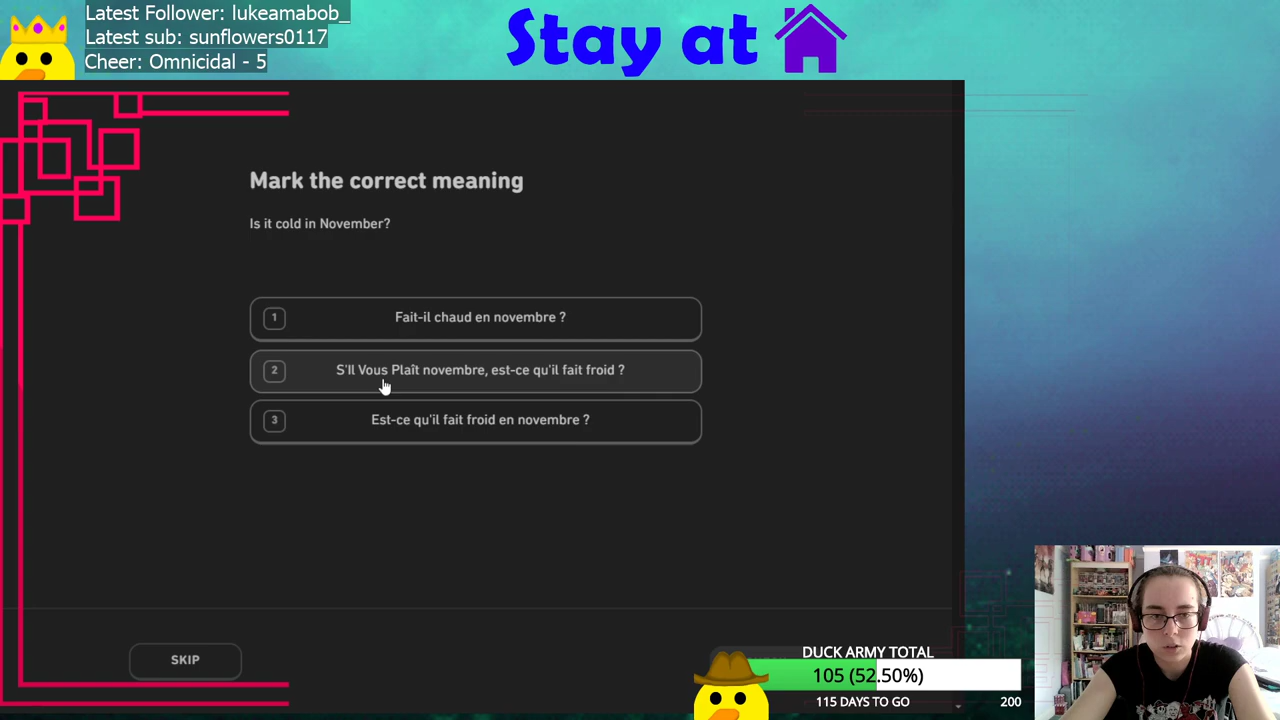 Latest Follower: lukeamabob_
Latest sub: sunflowers0117
Cheer: Omnicidal - 5
Stay at
Mark the correct meaning
Is it cold in November?
1 Fait-il chaud en novembre ?
2 S'Il Vous Plaît novembre, est-ce qu'il fait froid ?
3 Est-ce qu'il fait froid en novembre ?
SKIP
DUCK ARMY TOTAL
105 (52.50%)
115 DAYS TO GO
200